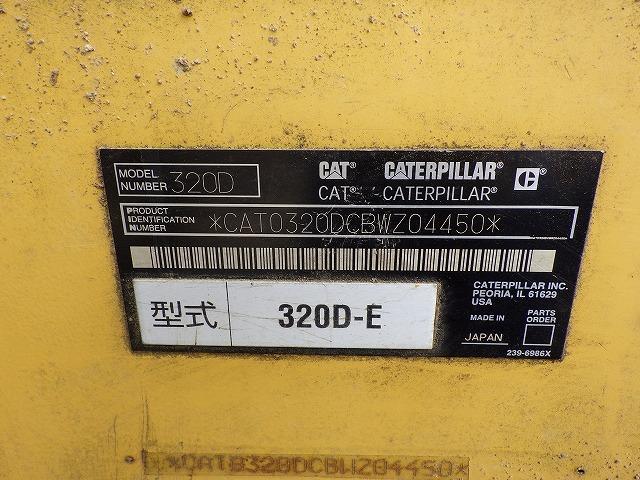 MODEL NUMBER 320D
CAT® CATERPILLAR®
CAT® CATERPILLAR®
C
PRODUCT IDENTIFICATION NUMBER *CAT0320DCBWZ04450*
型式 320D-E
CATERPILLAR INC.
PEORIA, IL 61629
USA
MADE IN
JAPAN
PARTS ORDER
239-6986X
*CAT0320DCBWZ04450*